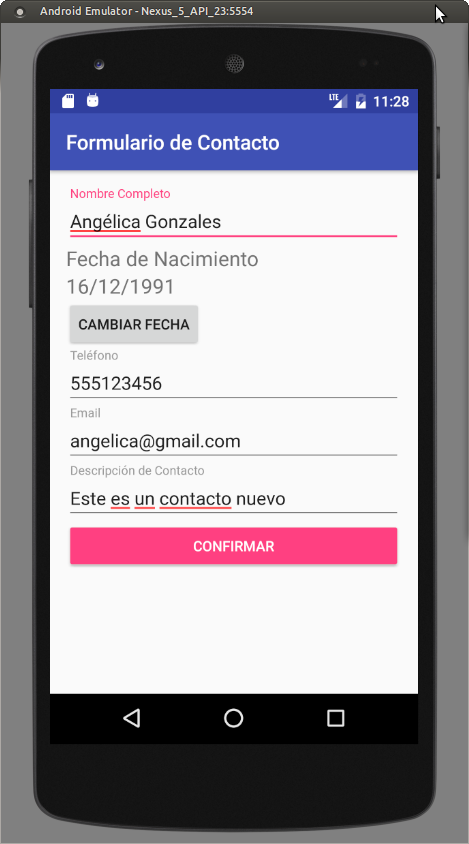 Android Emulator - Nexus_5_API_23:5554
LTE 11:28
Formulario de Contacto
Nombre Completo
Angélica Gonzales
Fecha de Nacimiento
16/12/1991
CAMBIAR FECHA
Teléfono
555123456
Email
angelica@gmail.com
Descripción de Contacto
Este es un contacto nuevo
CONFIRMAR